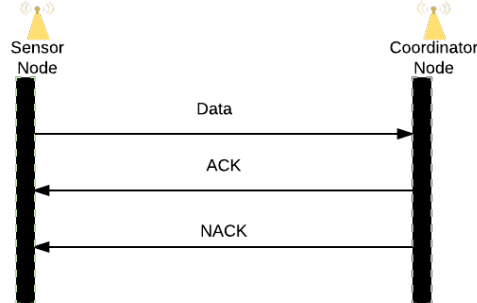 Sensor
Node
Coordinator
Node
Data
ACK
NACK